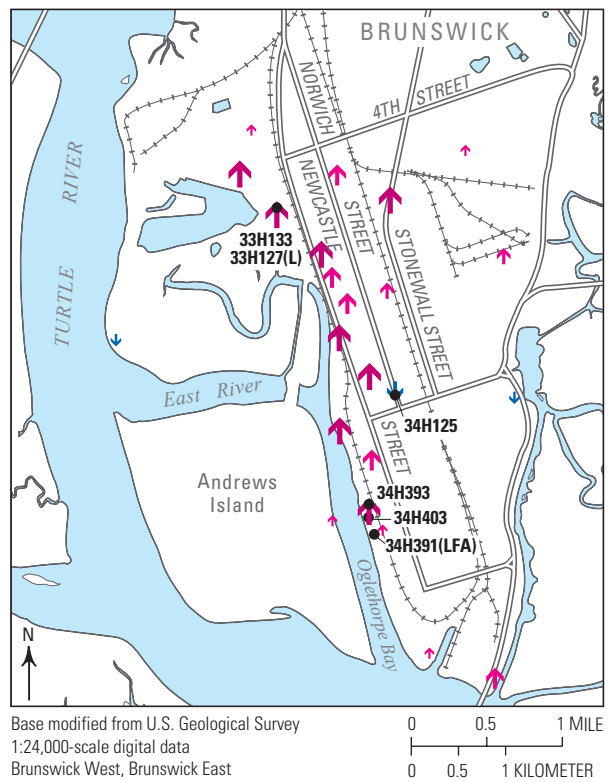 BRUNSWICK
NORWICH
STREET
4TH STREET
NEWCASTLE
STREET
STONEWALL STREET
TURTLE RIVER
33H133
33H127(L)
East River
34H125
Andrews
Island
34H393
34H403
34H391(LFA)
Oglethorpe Bay
N
Base modified from U.S. Geological Survey
1:24,000-scale digital data
Brunswick West, Brunswick East
0 0.5 1 MILE
0 0.5 1 KILOMETER